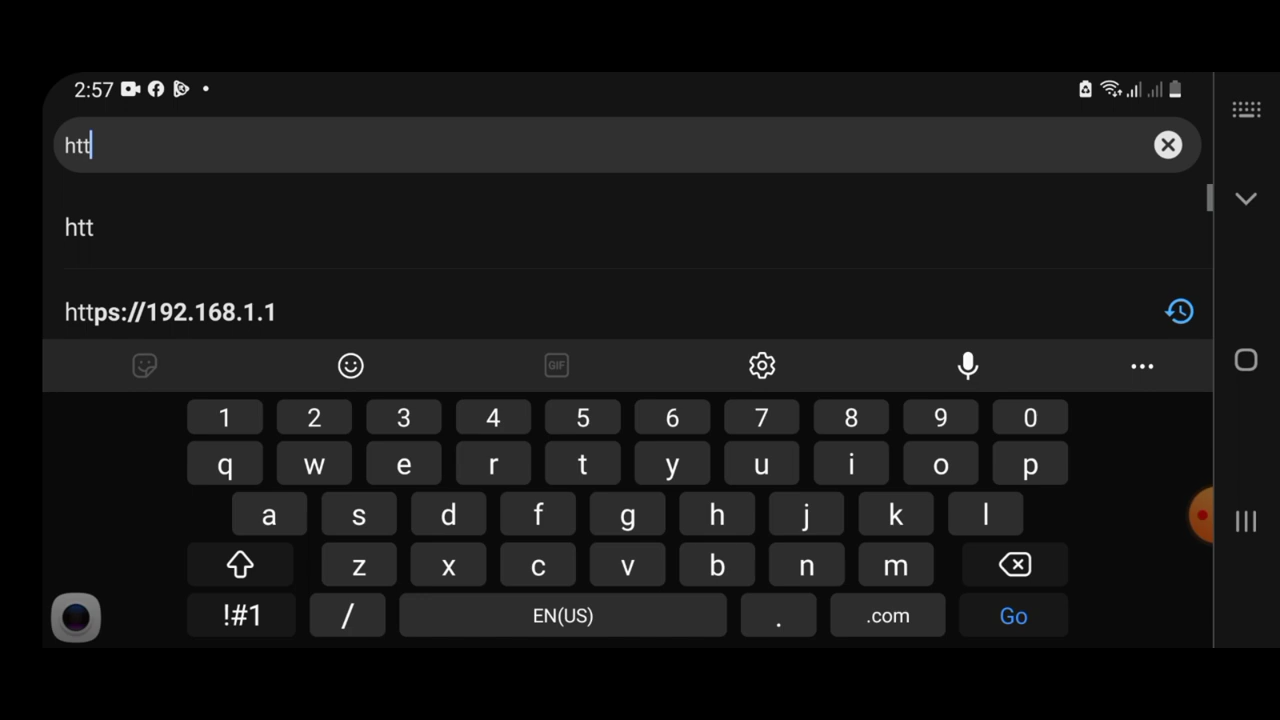 2:57
htt
htt
https://192.168.1.1
GIF
1 2 3 4 5 6 7 8 9 0
q w e r t y u i o p
a s d f g h j k l
z x c v b n m
!#1 / EN(US) . .com Go